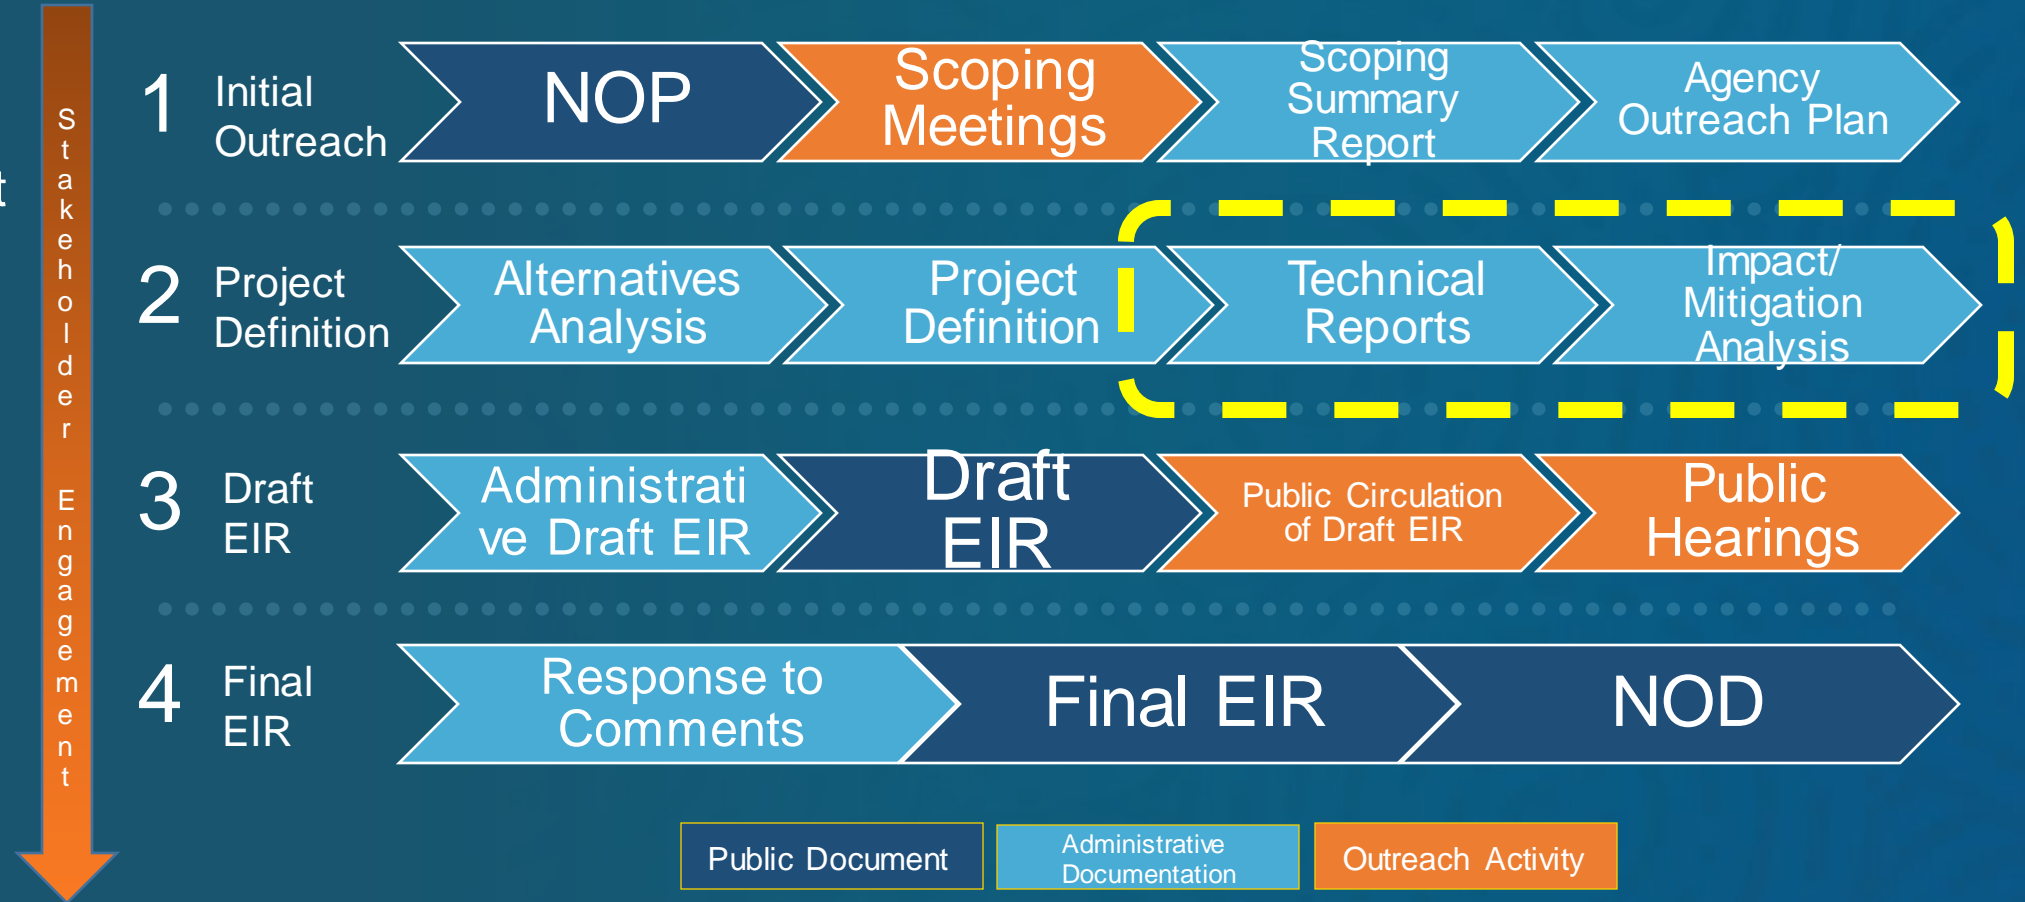 t
Stakeholder Engagement
1
Initial
Outreach
NOP
Scoping
Meetings
Scoping
Summary
Report
Agency
Outreach Plan
2
Project
Definition
Alternatives
Analysis
Project
Definition
Technical
Reports
Impact/
Mitigation
Analysis
3
Draft
EIR
Administrati
ve Draft EIR
Draft
EIR
Public Circulation
of Draft EIR
Public
Hearings
4
Final
EIR
Response to
Comments
Final EIR
NOD
Public Document
Administrative
Documentation
Outreach Activity